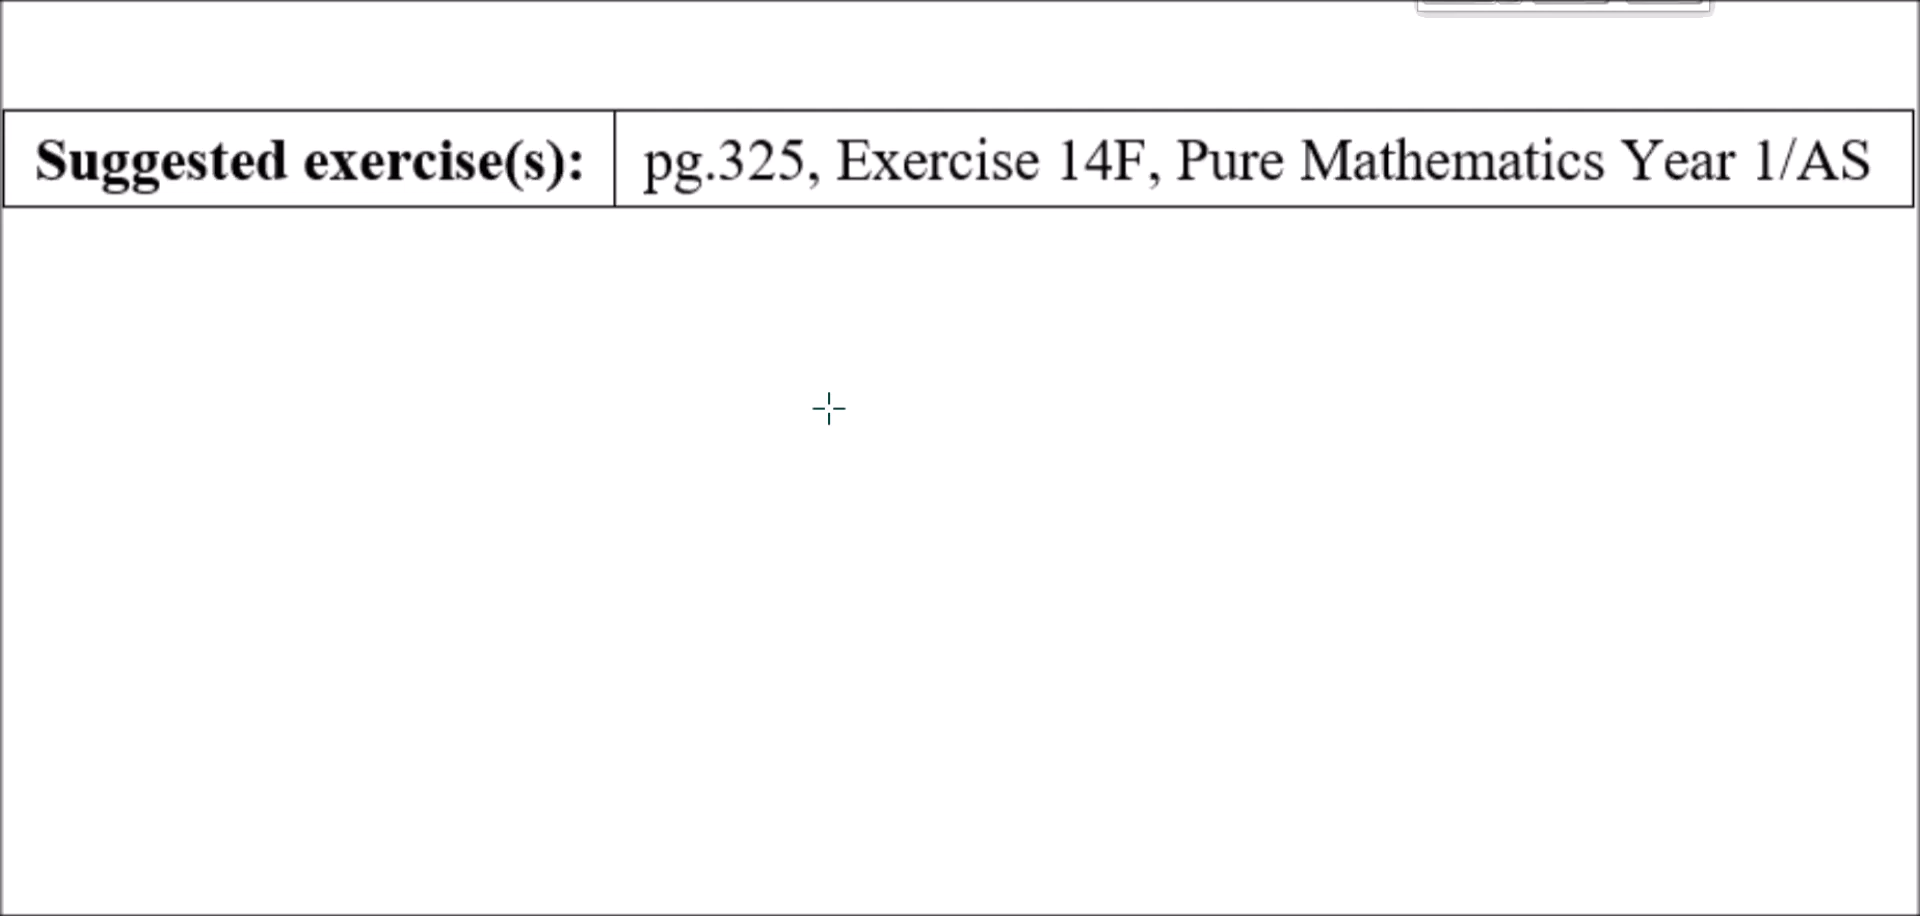 Suggested exercise(s): pg.325, Exercise 14F, Pure Mathematics Year 1/AS